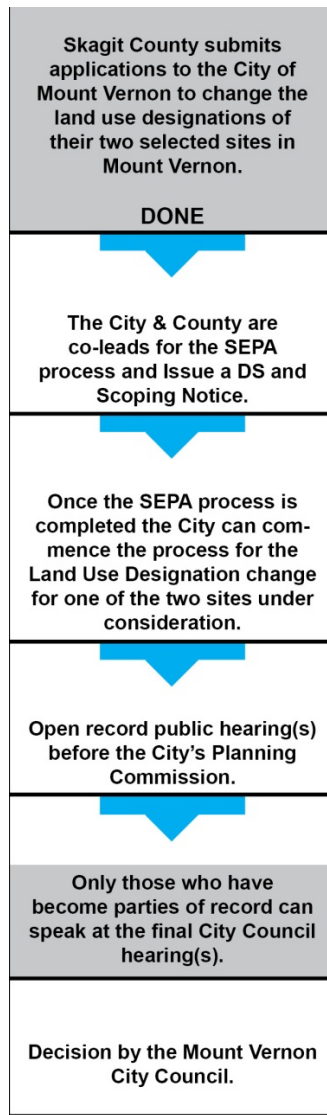 Skagit County submits
applications to the City of
Mount Vernon to change the
land use designations of
their two selected sites in
Mount Vernon.
DONE
The City & County are
co-leads for the SEPA
process and Issue a DS and
Scoping Notice.
Once the SEPA process is
completed the City can com-
mence the process for the
Land Use Designation change
for one of the two sites under
consideration.
Open record public hearing(s)
before the City's Planning
Commission.
Only those who have
become parties of record can
speak at the final City Council
hearing(s).
Decision by the Mount Vernon
City Council.